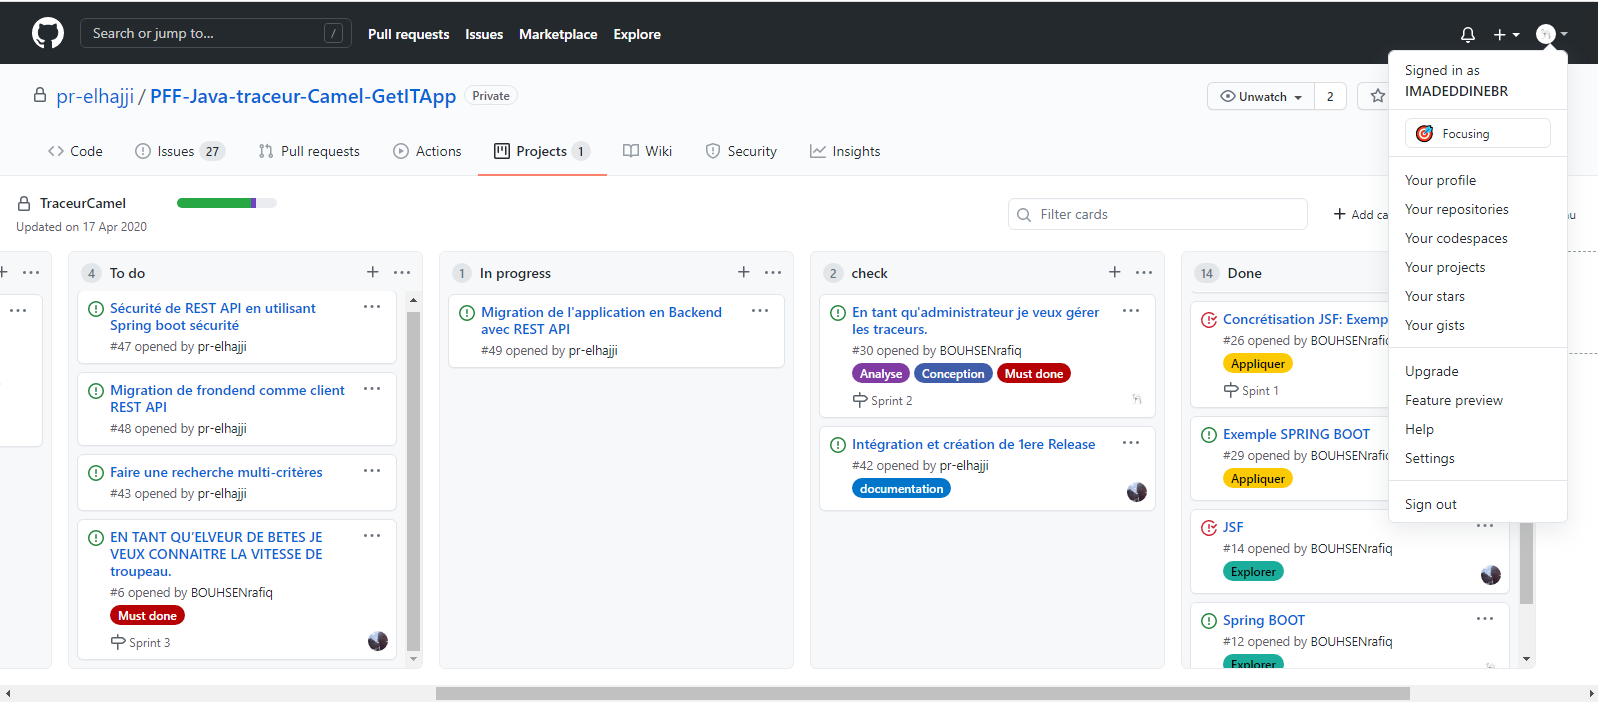 Search or jump to...
/
Pull requests
Issues
Marketplace
Explore
pr-elhajji / PFF-Java-traceur-Camel-GetITApp
Private
Unwatch
2
Code
Issues 27
Pull requests
Actions
Projects 1
Wiki
Security
Insights
TraceurCamel
Updated on 17 Apr 2020
Filter cards
Add ca
4 To do
Sécurité de REST API en utilisant
Spring boot sécurité
#47 opened by pr-elhajji
Migration de frondend comme client
REST API
#48 opened by pr-elhajji
Faire une recherche multi-critères
#43 opened by pr-elhajji
EN TANT QU'ELVEUR DE BETES JE
VEUX CONNAITRE LA VITESSE DE
troupeau.
#6 opened by BOUHSENrafiq
Must done
Sprint 3
1 In progress
Migration de l'application en Backend
avec REST API
#49 opened by pr-elhajji
2 check
En tant qu'administrateur je veux gérer
les traceurs.
#30 opened by BOUHSENrafiq
Analyse
Conception
Must done
Sprint 2
Intégration et création de 1ere Release
#42 opened by pr-elhajji
documentation
14 Done
Concrétisation JSF: Exemp
#26 opened by BOUHSENrafic
Appliquer
Spint 1
Exemple SPRING BOOT
#29 opened by BOUHSENrafic
Appliquer
JSF
#14 opened by BOUHSENrafiq
Explorer
Spring BOOT
#12 opened by BOUHSENrafiq
Explorer
Signed in as
IMADEDDINEBR
Focusing
Your profile
Your repositories
Your codespaces
Your projects
Your stars
Your gists
Upgrade
Feature preview
Help
Settings
Sign out